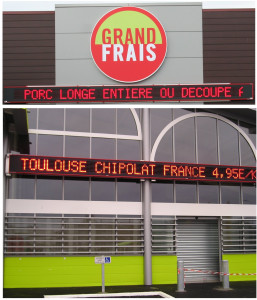 GRAND
FRAIS
PORC LONGE ENTIERE OU DECOUPE
TOULOUSE CHIPOLAT FRANCE 4,95E/K